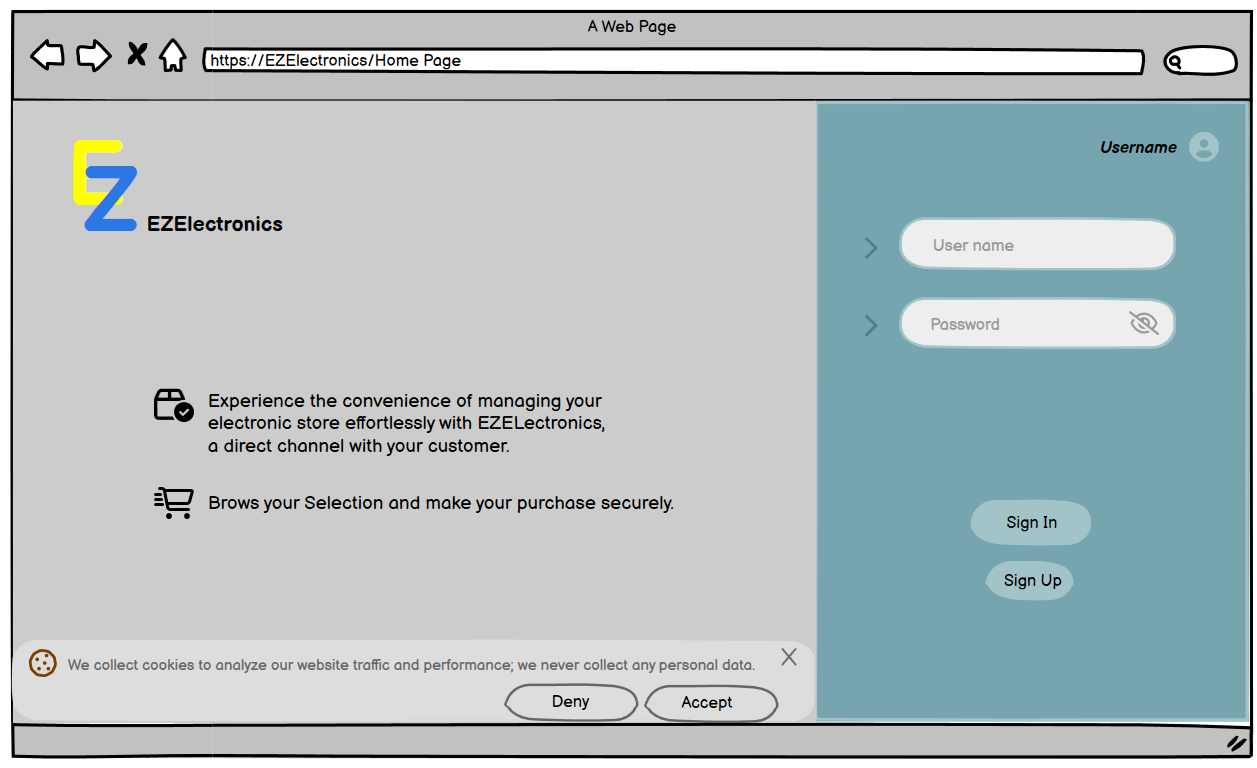 A Web Page
https://EZElectronics/Home Page
Username
EZ
EZElectronics
User name
Password
Experience the convenience of managing your
electronic store effortlessly with EZELectronics,
a direct channel with your customer.
Brows your Selection and make your purchase securely.
Sign In
Sign Up
We collect cookies to analyze our website traffic and performance; we never collect any personal data.
Deny
Accept